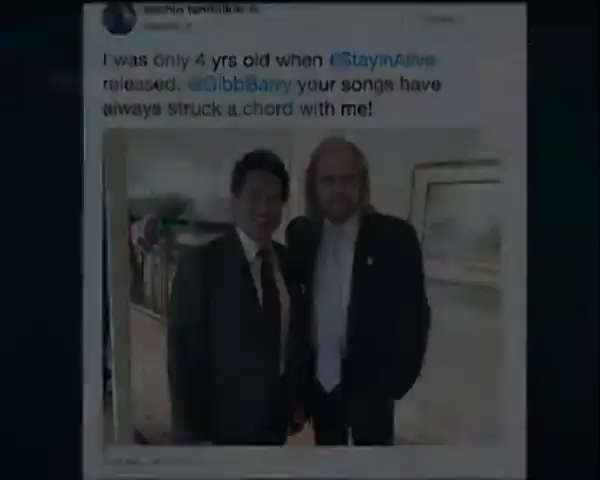 I was only 4 yrs old when #StayinAlive
released. @GibbBarry your songs have
always struck a chord with me!